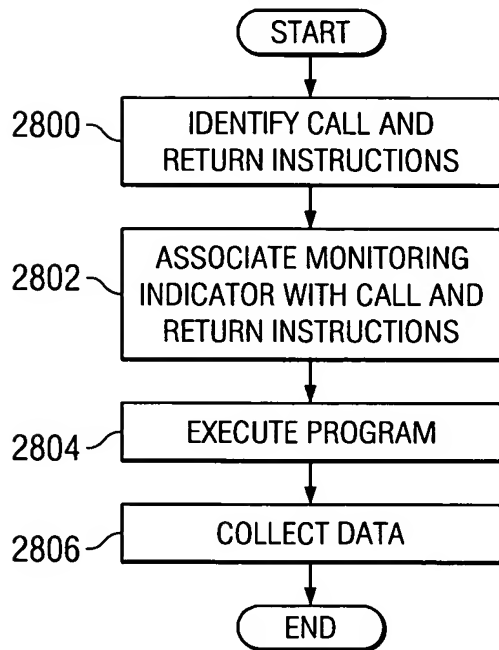 START
2800
IDENTIFY CALL AND
RETURN INSTRUCTIONS
2802
ASSOCIATE MONITORING
INDICATOR WITH CALL AND
RETURN INSTRUCTIONS
2804
EXECUTE PROGRAM
2806
COLLECT DATA
END